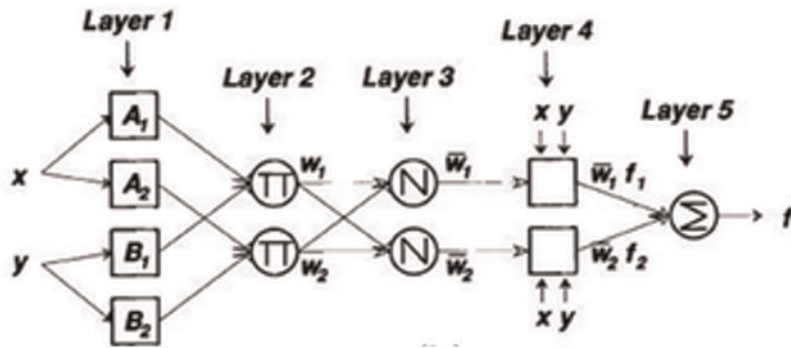 Layer 1
Layer 2
Layer 3
Layer 4
Layer 5
x y
A₁
x
A₂
B₁
y
B₂
∏ w₁
∏ w₂
N w̅₁
N w̅₂
w̅₁ f₁
w̅₂ f₂
Σ
f
x y